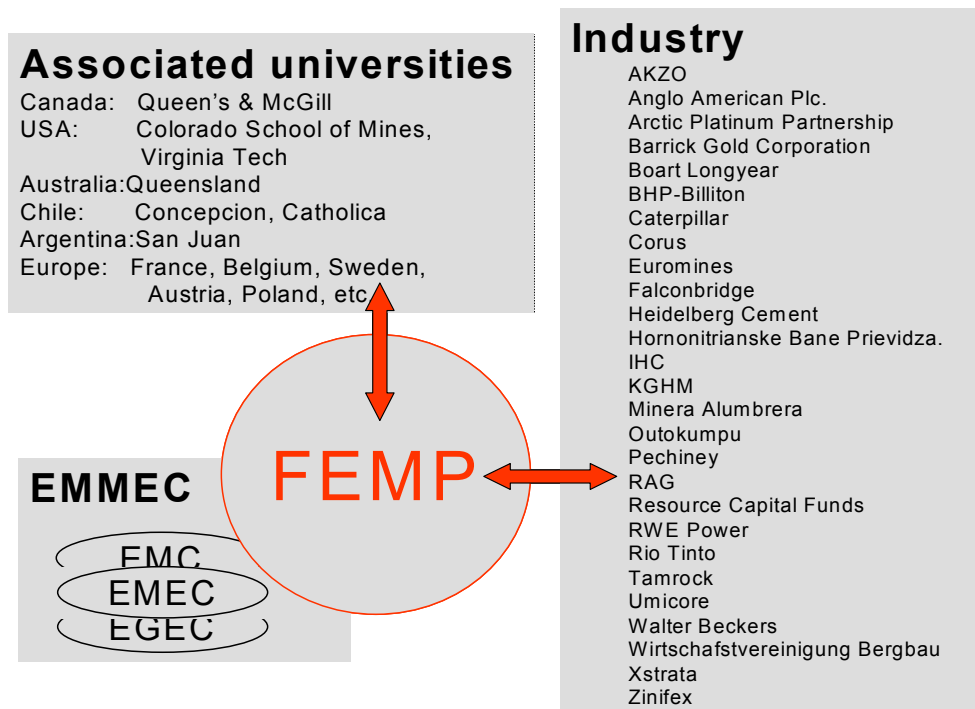 Associated universities
Canada: Queen's & McGill
USA: Colorado School of Mines,
Virginia Tech
Australia:Queensland
Chile: Concepcion, Catholica
Argentina:San Juan
Europe: France, Belgium, Sweden,
Austria, Poland, etc
Industry
AKZO
Anglo American Plc.
Arctic Platinum Partnership
Barrick Gold Corporation
Boart Longyear
BHP-Billiton
Caterpillar
Corus
Euromines
Falconbridge
Heidelberg Cement
Hornonitrianske Bane Prievidza.
IHC
KGHM
Minera Alumbrera
Outokumpu
Pechiney
RAG
Resource Capital Funds
RWE Power
Rio Tinto
Tamrock
Umicore
Walter Beckers
Wirtschafstvereinigung Bergbau
Xstrata
Zinifex
FEMP
EMMEC
EMC
EMEC
EGEC